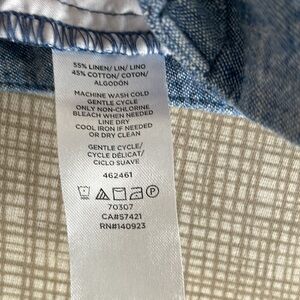 55% LINEN/ LIN/ LINO
45% COTTON/ COTON/
ALGODÓN
MACHINE WASH COLD
GENTLE CYCLE
ONLY NON-CHLORINE
BLEACH WHEN NEEDED
LINE DRY
COOL IRON IF NEEDED
OR DRY CLEAN
GENTLE CYCLE/
CYCLE DÉLICAT/
CICLO SUAVE
462461
70307
CA#57421
RN#140923